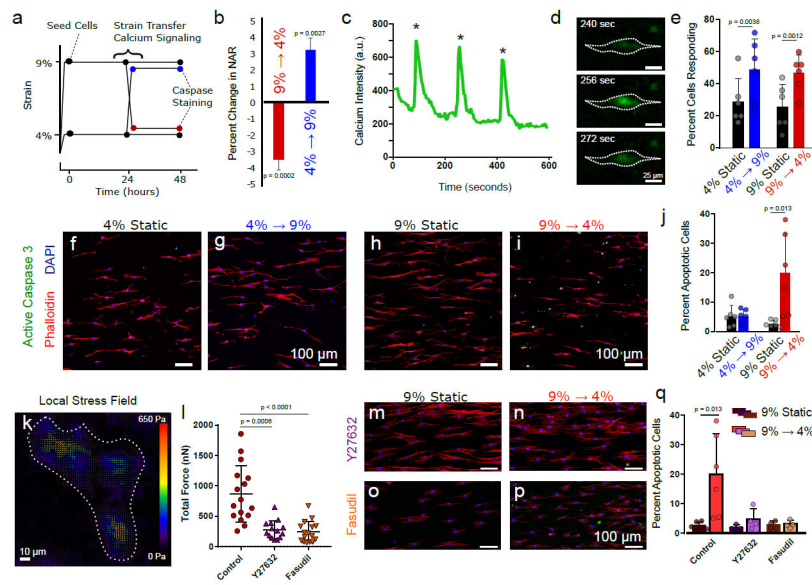 a
Seed Cells
Strain Transfer
Calcium Signaling
9%
4%
Strain
Caspase
Staining
0
24
48
Time (hours)
b
Percent Change in NAR
5
4
3
2
1
0
-1
-2
-3
-4
-5
9% → 4%
4% → 9%
p = 0.0027
p = 0.0002
c
Calcium Intensity (a.u.)
1000
800
600
400
200
0
*
*
*
0
200
400
600
Time (seconds)
d
240 sec
256 sec
272 sec
25 µm
e
Percent Cells Responding
80
60
40
20
0
p = 0.0038
p = 0.0012
4% Static
4% → 9%
9% Static
9% → 4%
Active Caspase 3
Phalloidin
DAPI
4% Static
4% → 9%
9% Static
9% → 4%
f
g
100 µm
h
i
100 µm
j
Percent Apoptotic Cells
40
30
20
10
0
p = 0.013
4% Static
4% → 9%
9% Static
9% → 4%
Local Stress Field
k
650 Pa
0 Pa
10 µm
l
Total Force (nN)
2000
1500
1000
500
0
p < 0.0001
p = 0.0006
Control
Y27632
Fasudil
9% Static
9% → 4%
Y27632
Fasudil
m
n
o
p
100 µm
q
Percent Apoptotic Cells
40
30
20
10
0
p = 0.013
9% Static
9% → 4%
Control
Y27632
Fasudil